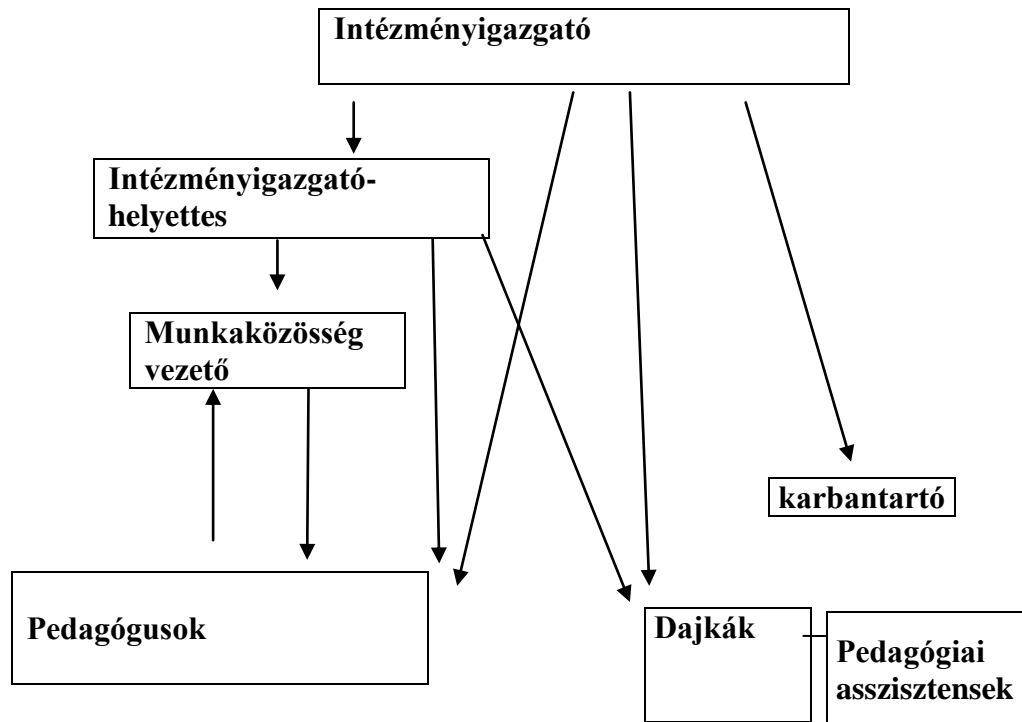 Intézményigazgató
Intézményigazgató-
helyettes
Munkaközösség
vezető
karbantartó
Pedagógusok
Dajkák
Pedagógiai
asszisztensek